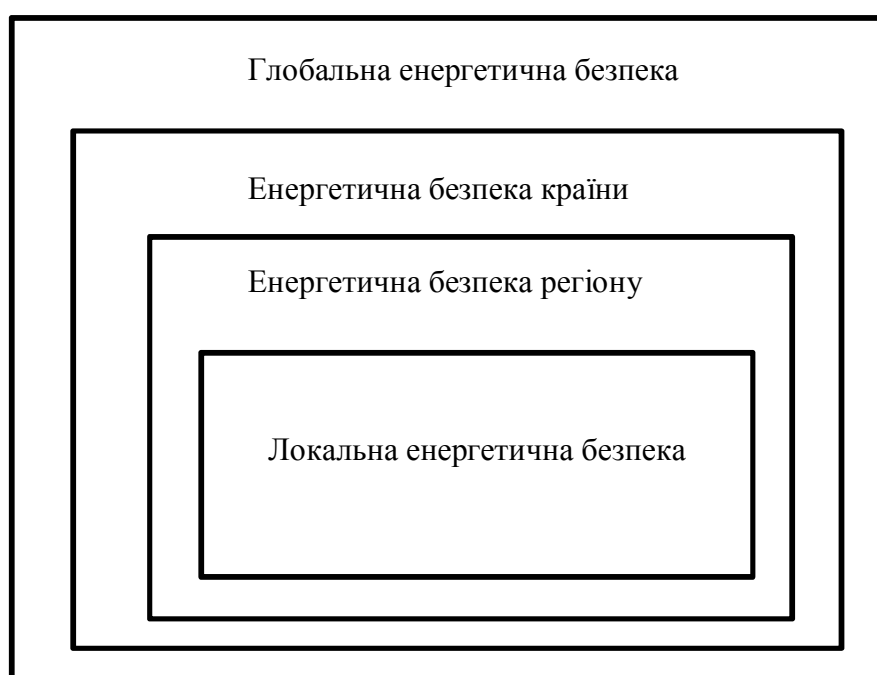 Глобальна енергетична безпека
Енергетична безпека країни
Енергетична безпека регіону
Локальна енергетична безпека